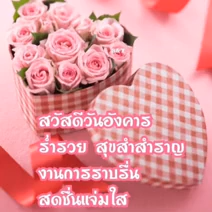 สวัสดีวันอังคาร
ร่ำรวย สุขสำสำราญ
งานการราบรื่น
สดชื่นแจ่มใส